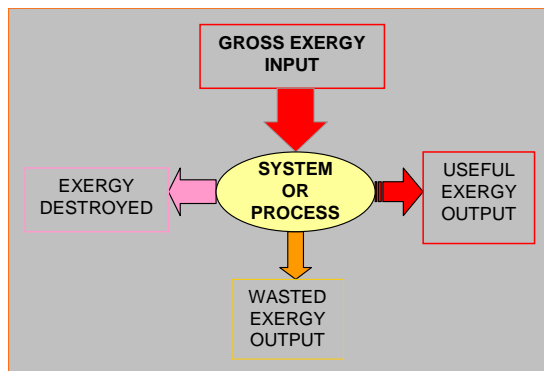 GROSS EXERGY
INPUT
SYSTEM
OR
PROCESS
EXERGY
DESTROYED
USEFUL
EXERGY
OUTPUT
WASTED
EXERGY
OUTPUT